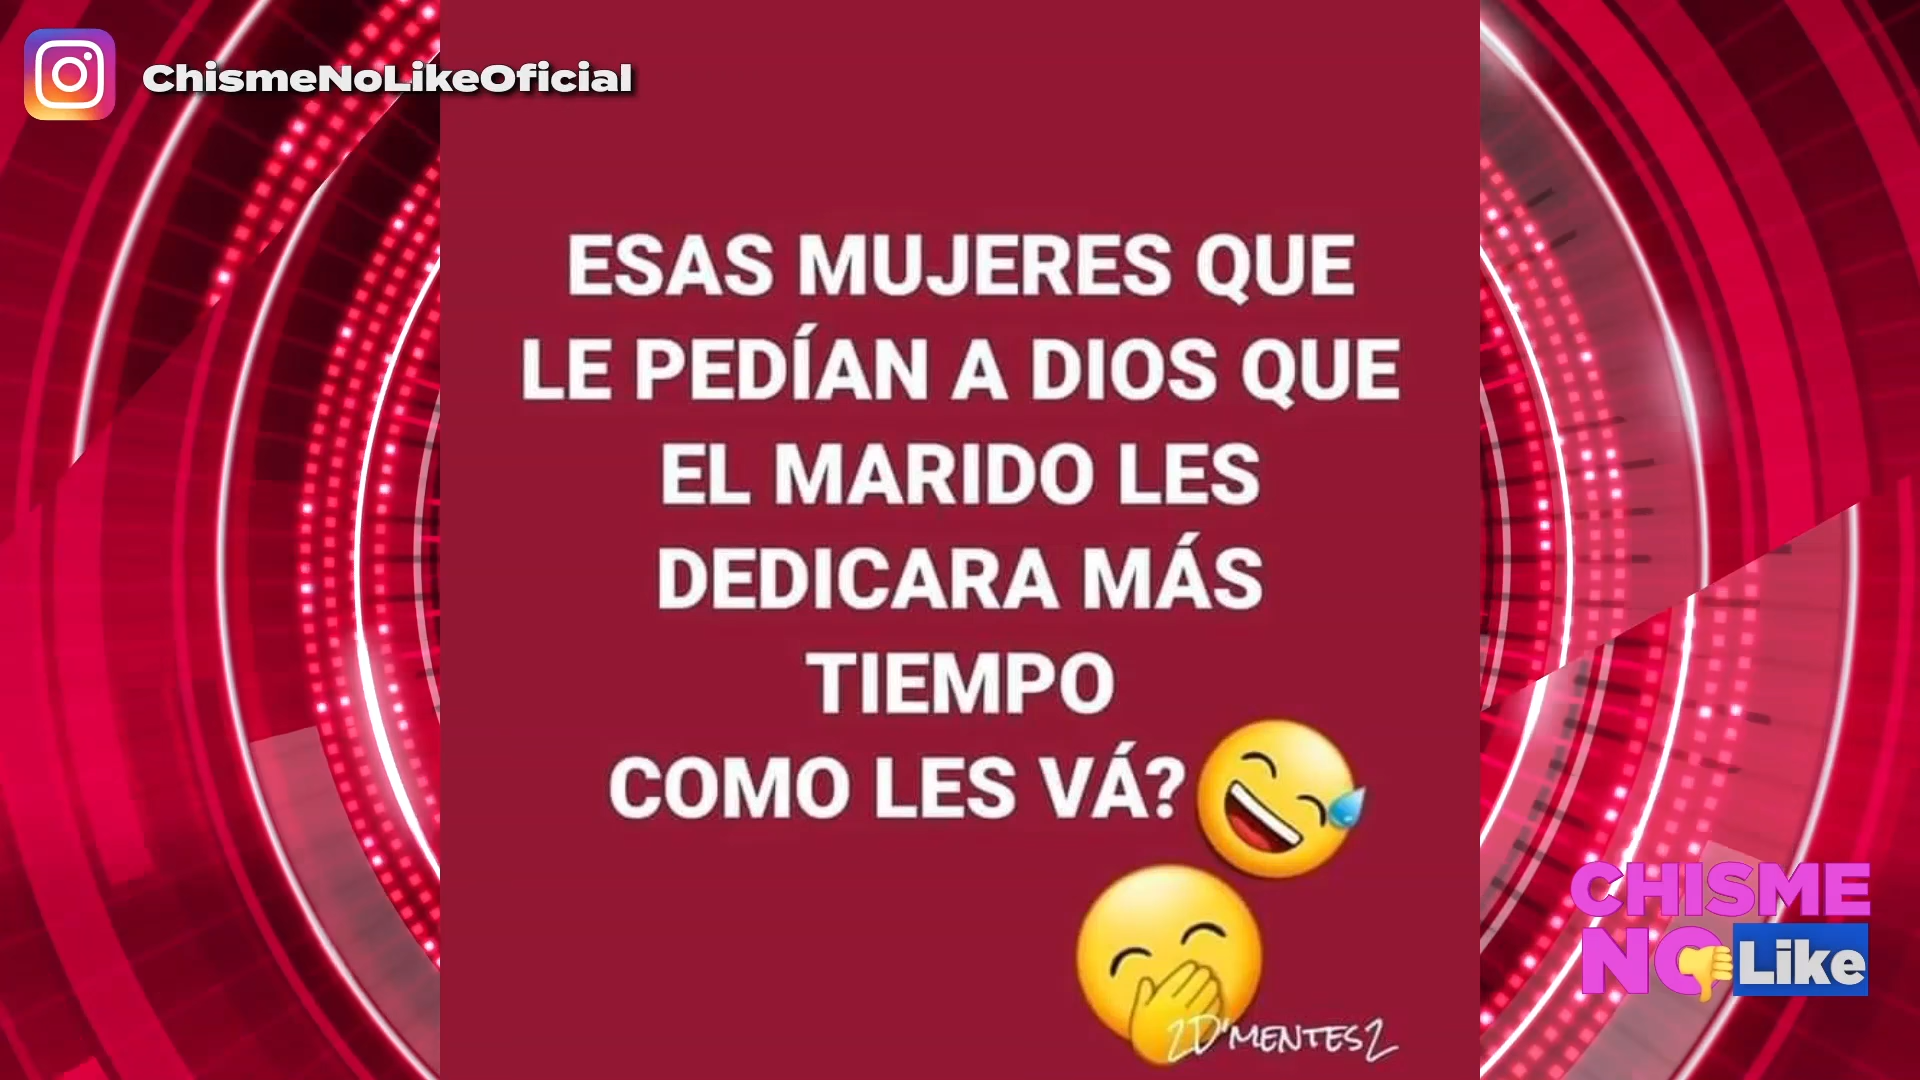 ChismeNoLikeOficial
ESAS MUJERES QUE
LE PEDÍAN A DIOS QUE
EL MARIDO LES
DEDICARA MÁS
TIEMPO
COMO LES VÁ?
2D'MENTES2
CHISME
NO Like